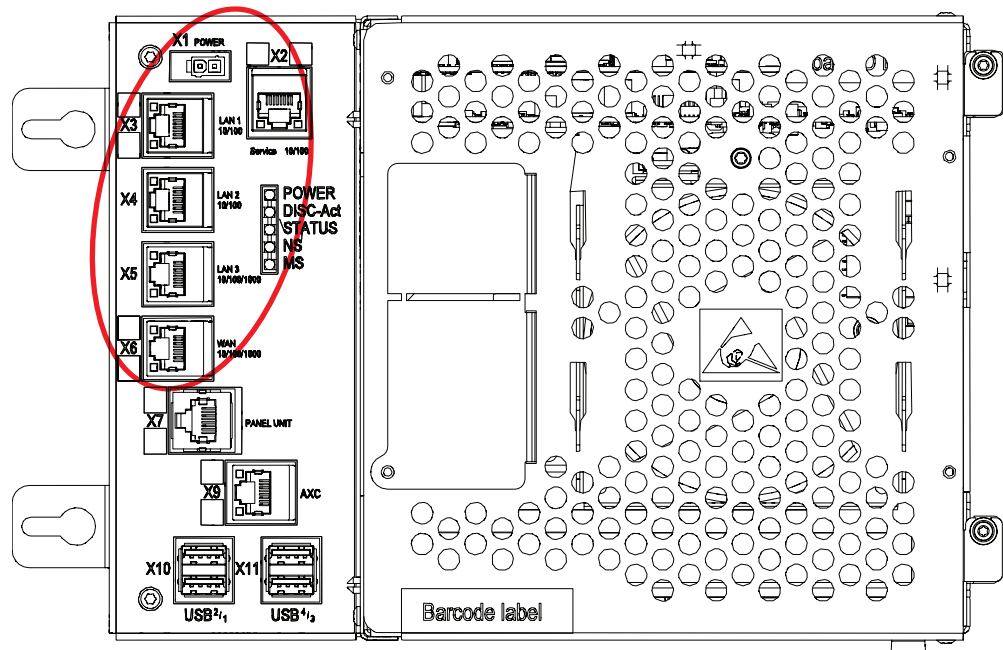 X1 POWER
X2
X3
LAN 1
10/100
Service 10/100
X4
LAN 2
10/100
POWER
DISC-Act
STATUS
NS
MS
X5
LAN 3
10/100/1000
X6
WAN
10/100/1000
X7
PANEL UNIT
X9
AXC
X10
X11
USB²/₁
USB⁴/₃
Barcode label